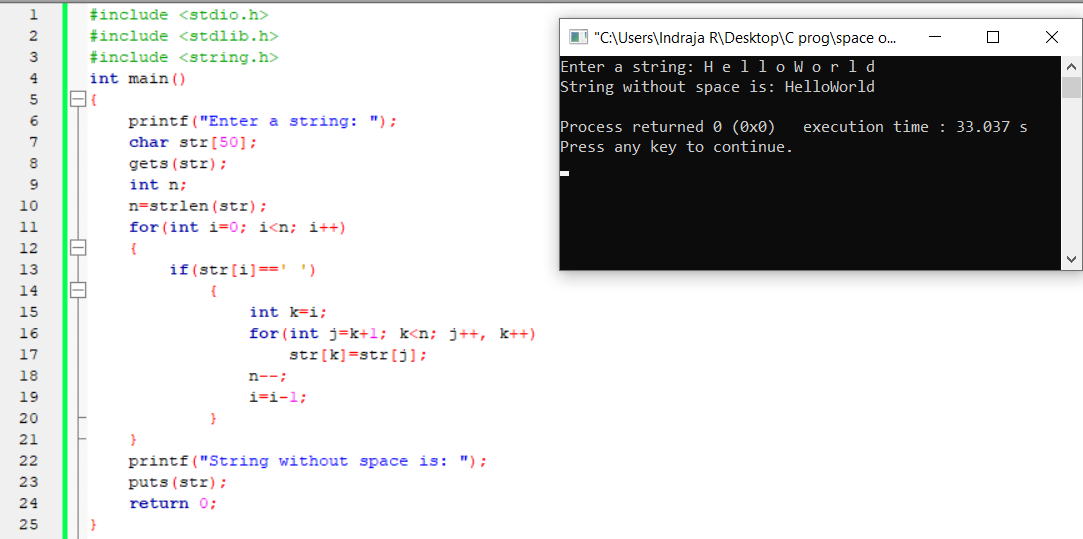 1 #include <stdio.h>
2 #include <stdlib.h>
3 #include <string.h>
4 int main()
5 {
6 printf("Enter a string: ");
7 char str[50];
8 gets(str);
9 int n;
10 n=strlen(str);
11 for(int i=0; i<n; i++)
12 {
13 if(str[i]==' ')
14 {
15 int k=i;
16 for(int j=k+1; k<n; j++, k++)
17 str[k]=str[j];
18 n--;
19 i=i-1;
20 }
21 }
22 printf("String without space is: ");
23 puts(str);
24 return 0;
25 }
"C:\Users\Indraja R\Desktop\C prog\space o...
Enter a string: H e l l o W o r l d
String without space is: HelloWorld
Process returned 0 (0x0)   execution time : 33.037 s
Press any key to continue.